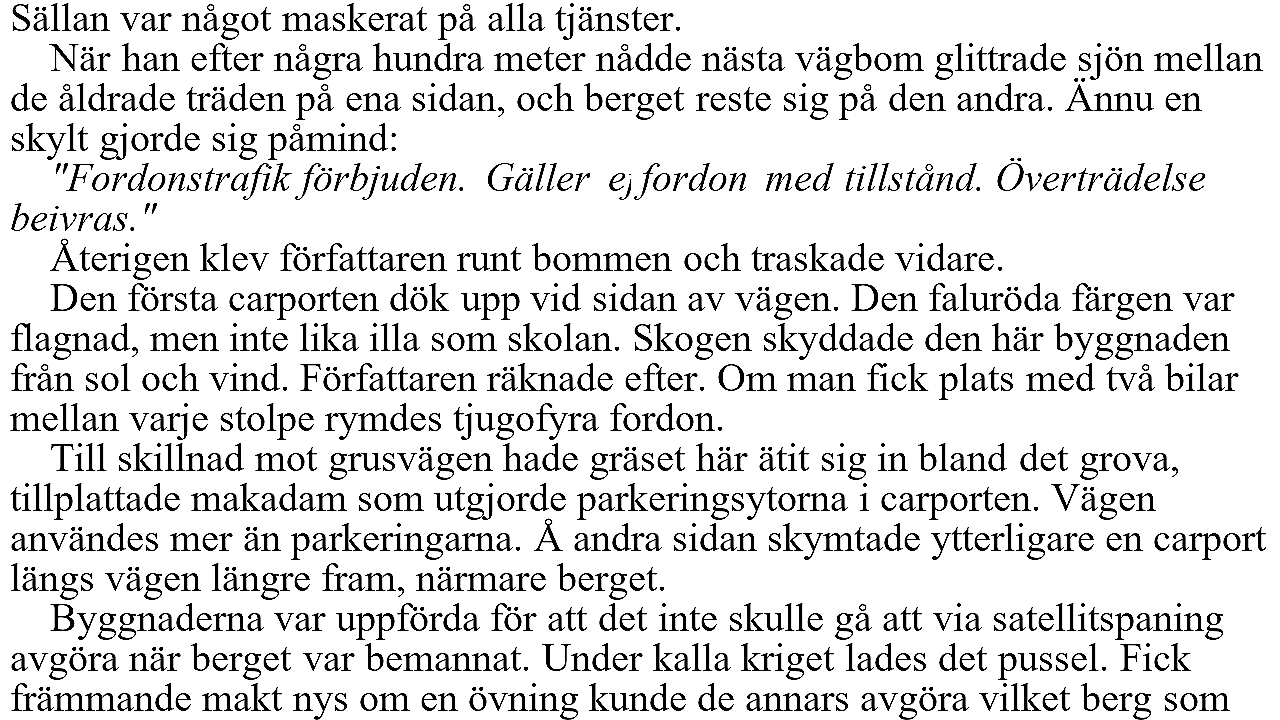 Sällan var något maskerat på alla tjänster.
När han efter några hundra meter nådde nästa vägbom glittrade sjön mellan
de åldrade träden på ena sidan, och berget reste sig på den andra. Ännu en
skylt gjorde sig påmind:
"Fordonstrafik förbjuden. Gäller ej fordon med tillstånd. Överträdelse
beivras."
Återigen klev författaren runt bommen och traskade vidare.
Den första carporten dök upp vid sidan av vägen. Den faluröda färgen var
flagnad, men inte lika illa som skolan. Skogen skyddade den här byggnaden
från sol och vind. Författaren räknade efter. Om man fick plats med två bilar
mellan varje stolpe rymdes tjugofyra fordon.
Till skillnad mot grusvägen hade gräset här ätit sig in bland det grova,
tillplattade makadam som utgjorde parkeringsytorna i carporten. Vägen
användes mer än parkeringarna. Å andra sidan skymtade ytterligare en carport
längs vägen längre fram, närmare berget.
Byggnaderna var uppförda för att det inte skulle gå att via satellitspaning
avgöra när berget var bemannat. Under kalla kriget lades det pussel. Fick
främmande makt nys om en övning kunde de annars avgöra vilket berg som